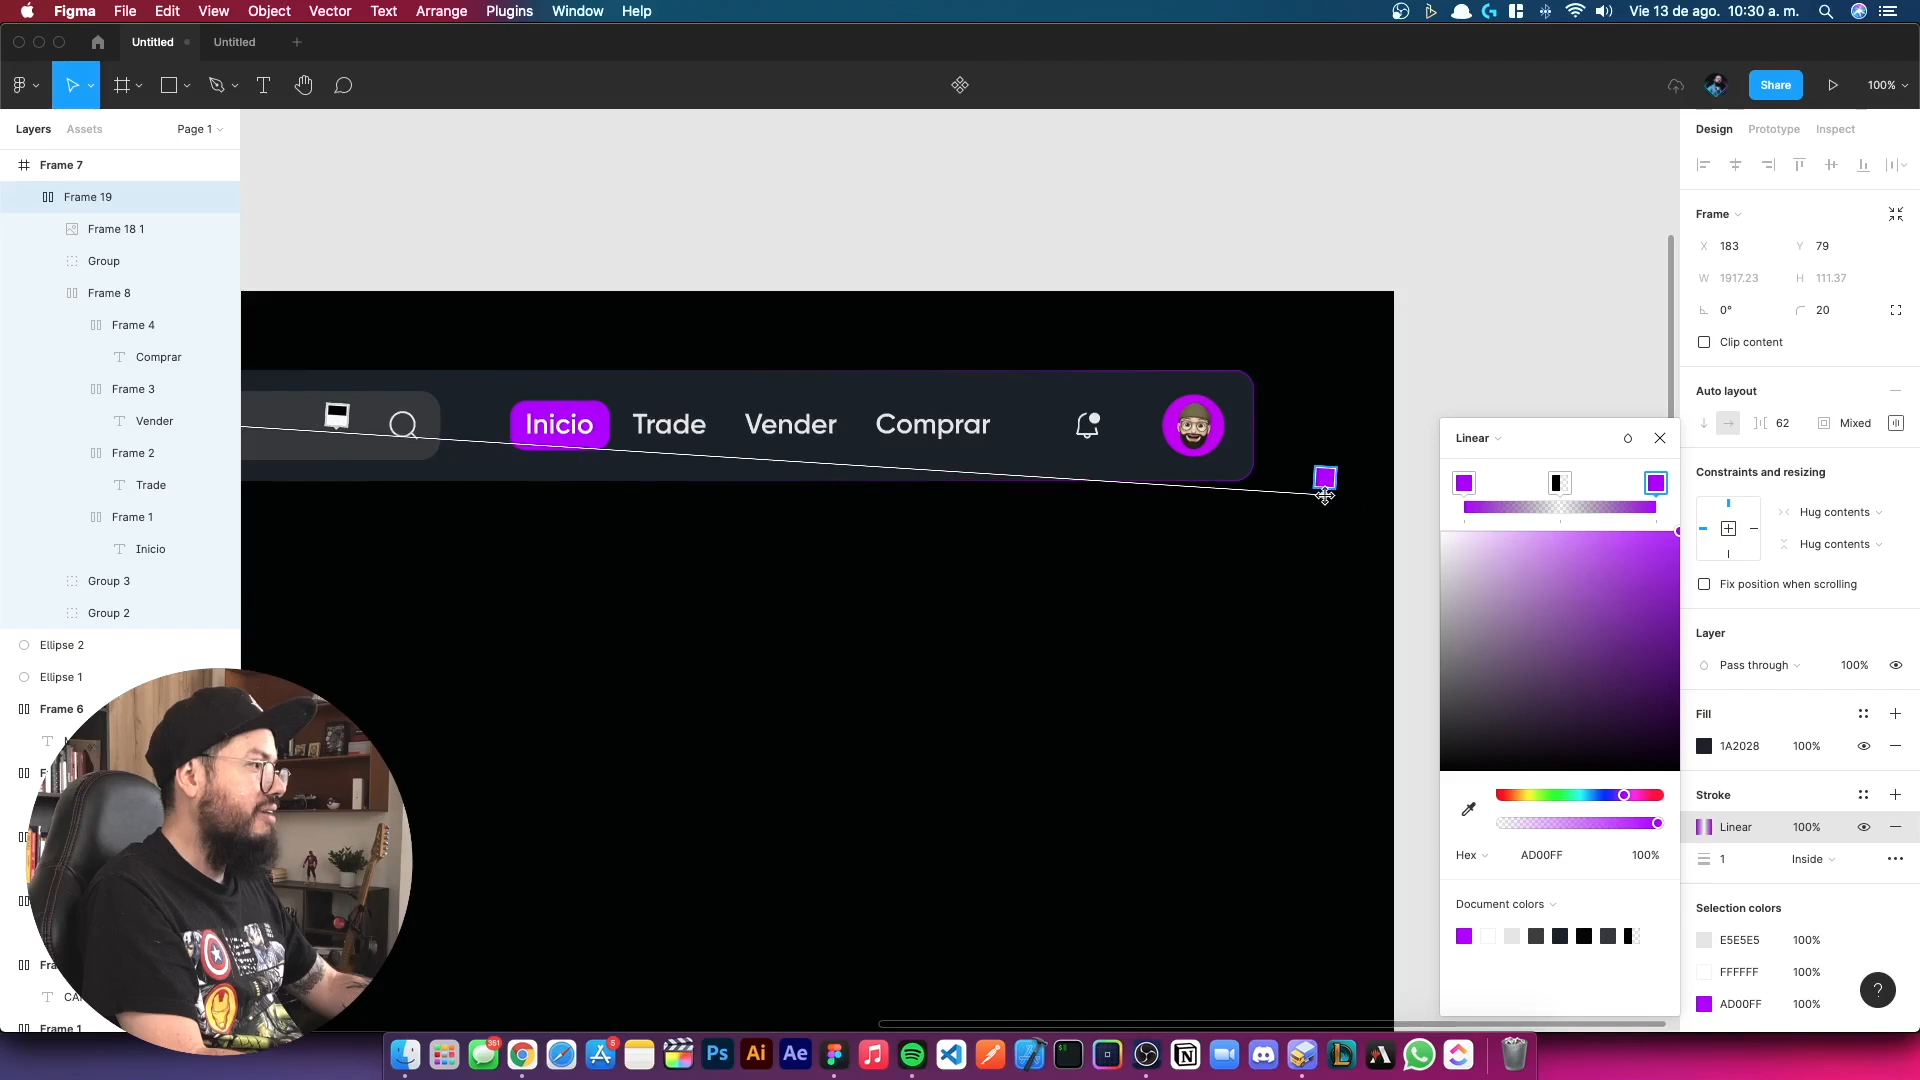 Figma File Edit View Object Vector Text Arrange Plugins Window Help
Vie 13 de ago. 10:30 a. m.
Untitled
Untitled
Share
100%
Layers
Assets
Page 1
Frame 7
Frame 19
Frame 18 1
Group
Frame 8
Frame 4
Comprar
Frame 3
Vender
Frame 2
Trade
Frame 1
Inicio
Group 3
Group 2
Ellipse 2
Ellipse 1
Frame 6
Frame 1
Inicio
Trade
Vender
Comprar
Linear
Hex
AD00FF
100%
Document colors
Design
Prototype
Inspect
Frame
X 183
Y 79
W 1917.23
H 111.37
0°
20
Clip content
Auto layout
62
Mixed
Constraints and resizing
Hug contents
Hug contents
Fix position when scrolling
Layer
Pass through
100%
Fill
1A2028
100%
Stroke
Linear
100%
1
Inside
Selection colors
E5E5E5
100%
FFFFFF
100%
AD00FF
100%
?
351
5
Ps
Ai
Ae